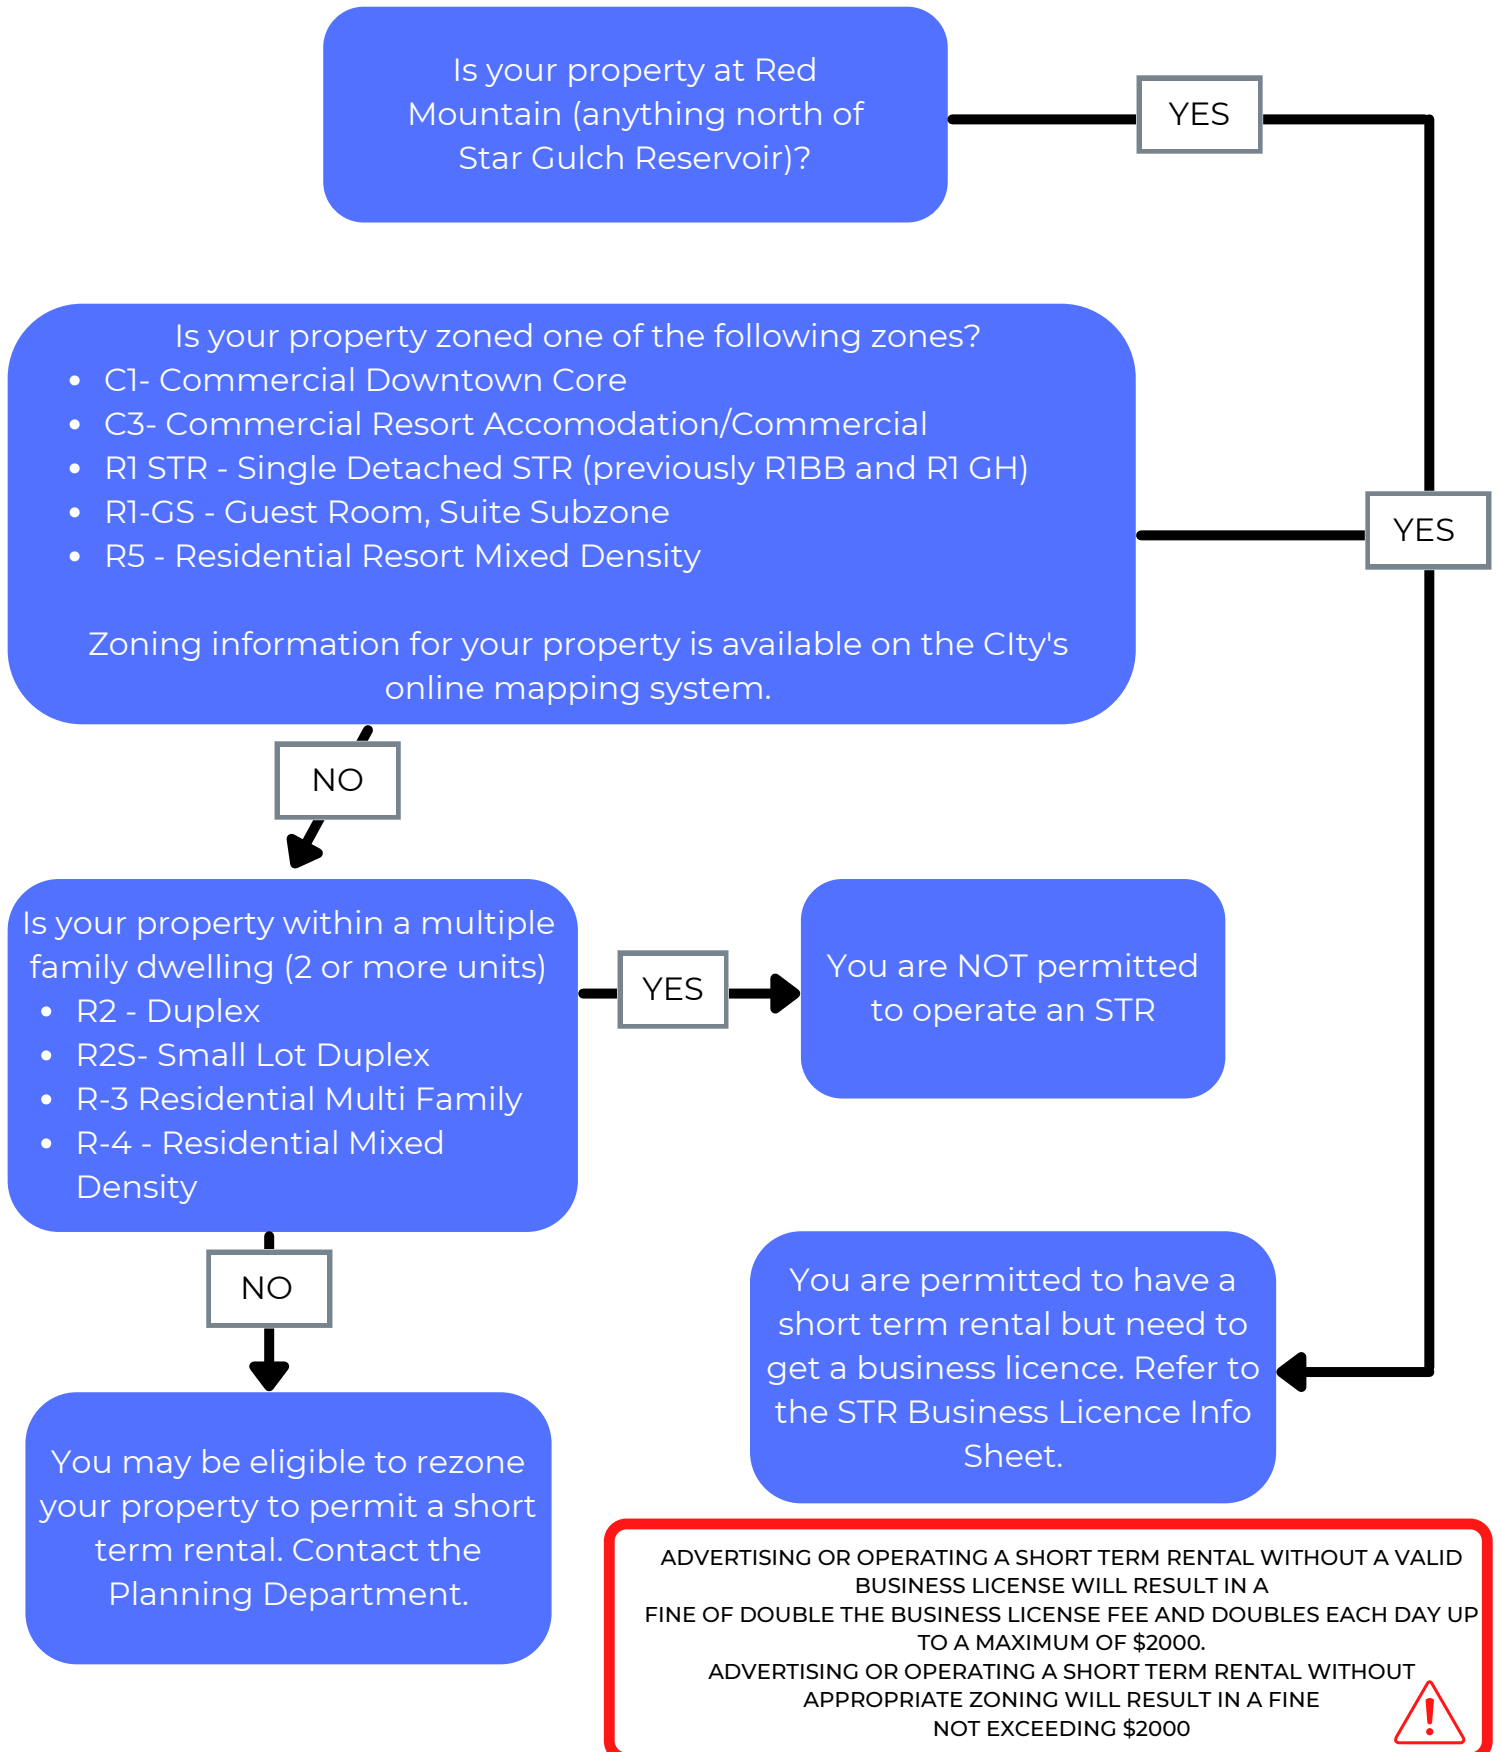 Is your property at Red
Mountain (anything north of
Star Gulch Reservoir)?
YES
Is your property zoned one of the following zones?
• C1- Commercial Downtown Core
• C3- Commercial Resort Accomodation/Commercial
• R1 STR - Single Detached STR (previously R1BB and R1 GH)
• R1-GS - Guest Room, Suite Subzone
• R5 - Residential Resort Mixed Density
Zoning information for your property is available on the CIty's
online mapping system.
YES
NO
Is your property within a multiple
family dwelling (2 or more units)
• R2 - Duplex
• R2S- Small Lot Duplex
• R-3 Residential Multi Family
• R-4 - Residential Mixed
Density
YES
You are NOT permitted
to operate an STR
NO
You may be eligible to rezone
your property to permit a short
term rental. Contact the
Planning Department.
You are permitted to have a
short term rental but need to
get a business licence. Refer to
the STR Business Licence Info
Sheet.
ADVERTISING OR OPERATING A SHORT TERM RENTAL WITHOUT A VALID
BUSINESS LICENSE WILL RESULT IN A
FINE OF DOUBLE THE BUSINESS LICENSE FEE AND DOUBLES EACH DAY UP
TO A MAXIMUM OF $2000.
ADVERTISING OR OPERATING A SHORT TERM RENTAL WITHOUT
APPROPRIATE ZONING WILL RESULT IN A FINE
NOT EXCEEDING $2000